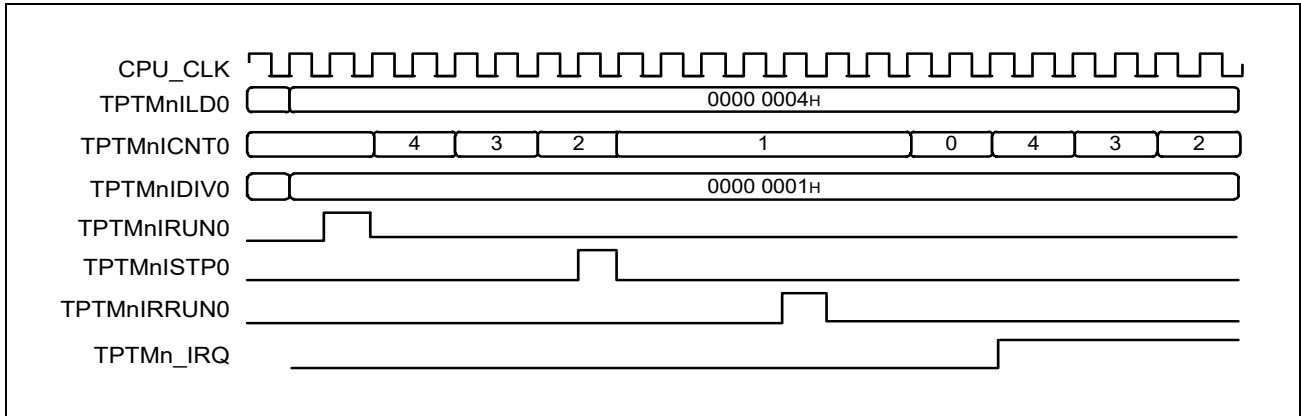 CPU_CLK
TPTMnILD0 0000 0004H
TPTMnICNT0 4 3 2 1 0 4 3 2
TPTMnIDIV0 0000 0001H
TPTMnIRUN0
TPTMnISTP0
TPTMnIRRUN0
TPTMn_IRQ